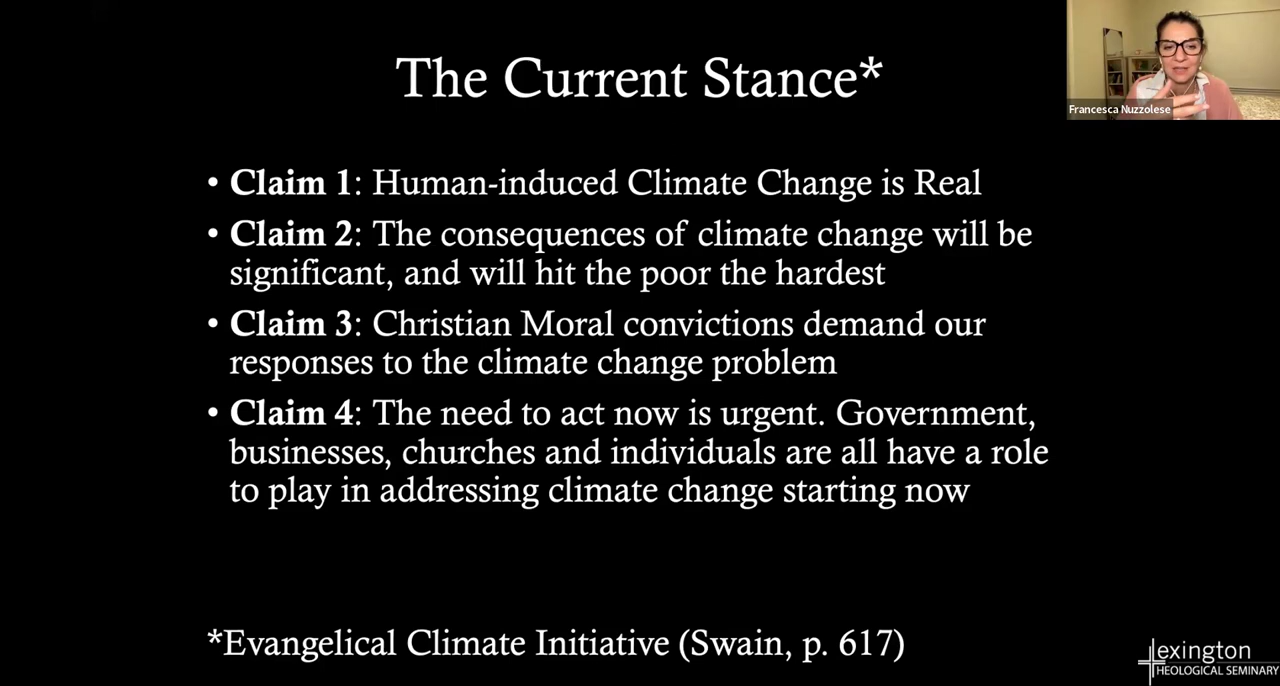 The Current Stance*
Francesca Nuzzolese
• Claim 1: Human-induced Climate Change is Real
• Claim 2: The consequences of climate change will be
significant, and will hit the poor the hardest
• Claim 3: Christian Moral convictions demand our
responses to the climate change problem
• Claim 4: The need to act now is urgent. Government,
businesses, churches and individuals are all have a role
to play in addressing climate change starting now
*Evangelical Climate Initiative (Swain, p. 617)
Lexington
THEOLOGICAL SEMINARY